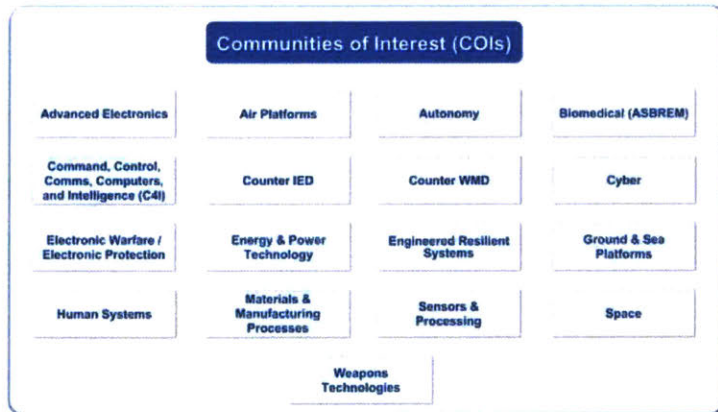 Communities of Interest (COIs)
Advanced Electronics
Air Platforms
Autonomy
Biomedical (ASBREM)
Command, Control,
Comms, Computers,
and Intelligence (C4I)
Counter IED
Counter WMD
Cyber
Electronic Warfare /
Electronic Protection
Energy & Power
Technology
Engineered Resilient
Systems
Ground & Sea
Platforms
Human Systems
Materials &
Manufacturing
Processes
Sensors &
Processing
Space
Weapons
Technologies